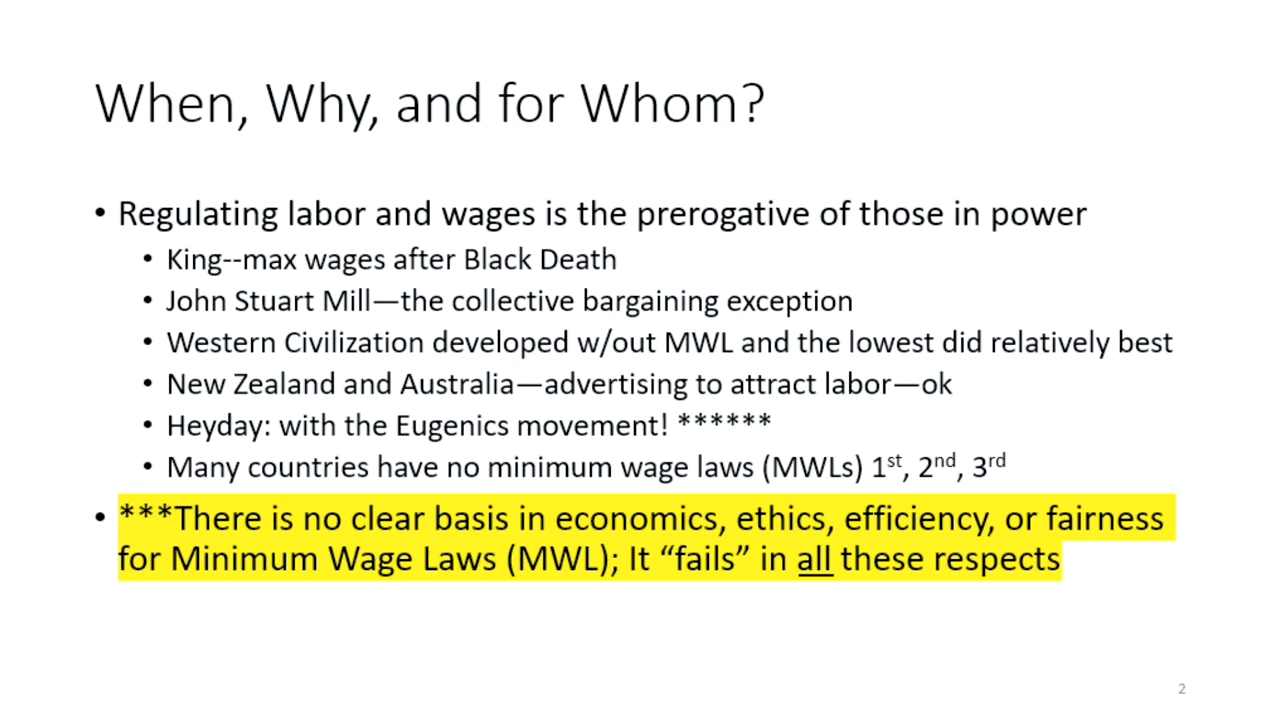 When, Why, and for Whom?
• Regulating labor and wages is the prerogative of those in power
• King--max wages after Black Death
• John Stuart Mill—the collective bargaining exception
• Western Civilization developed w/out MWL and the lowest did relatively best
• New Zealand and Australia—advertising to attract labor—ok
• Heyday: with the Eugenics movement! ******
• Many countries have no minimum wage laws (MWLs) 1st, 2nd, 3rd
• ***There is no clear basis in economics, ethics, efficiency, or fairness
for Minimum Wage Laws (MWL); It “fails” in all these respects
2